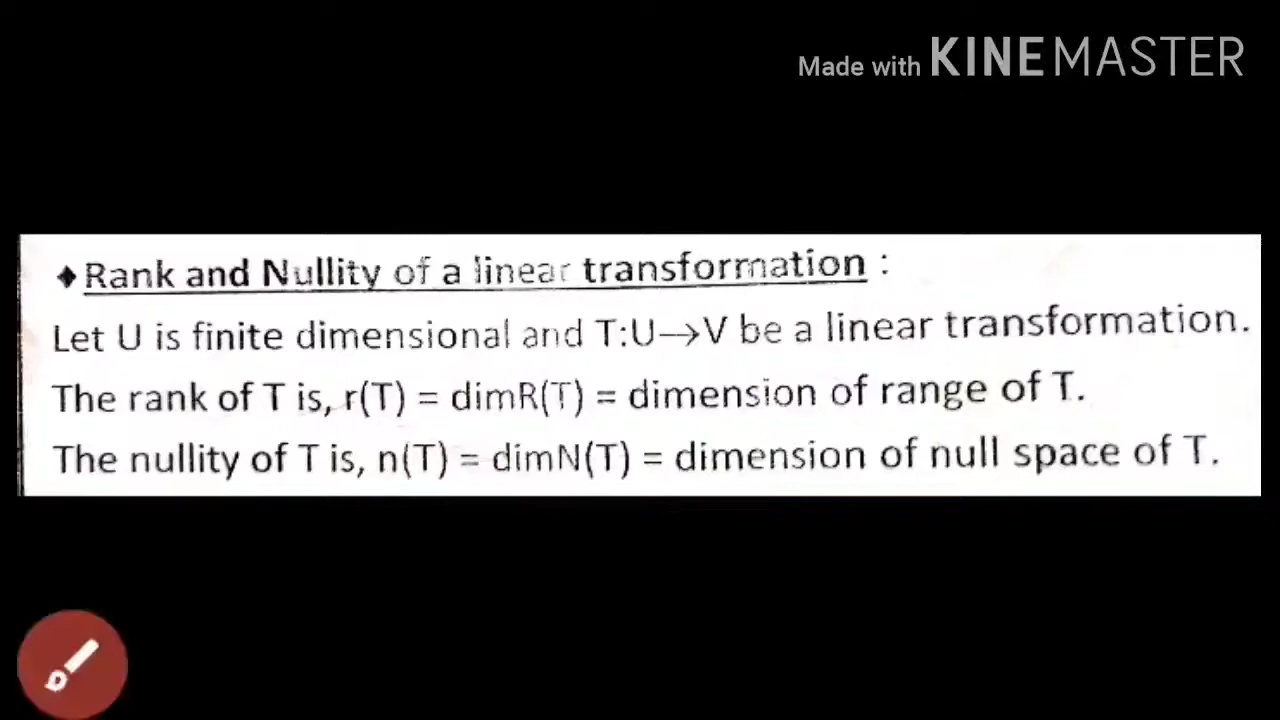 Made with KINEMASTER
♦ Rank and Nullity of a linear transformation :
Let U is finite dimensional and T:U→V be a linear transformation.
The rank of T is, r(T) = dimR(T) = dimension of range of T.
The nullity of T is, n(T) = dimN(T) = dimension of null space of T.